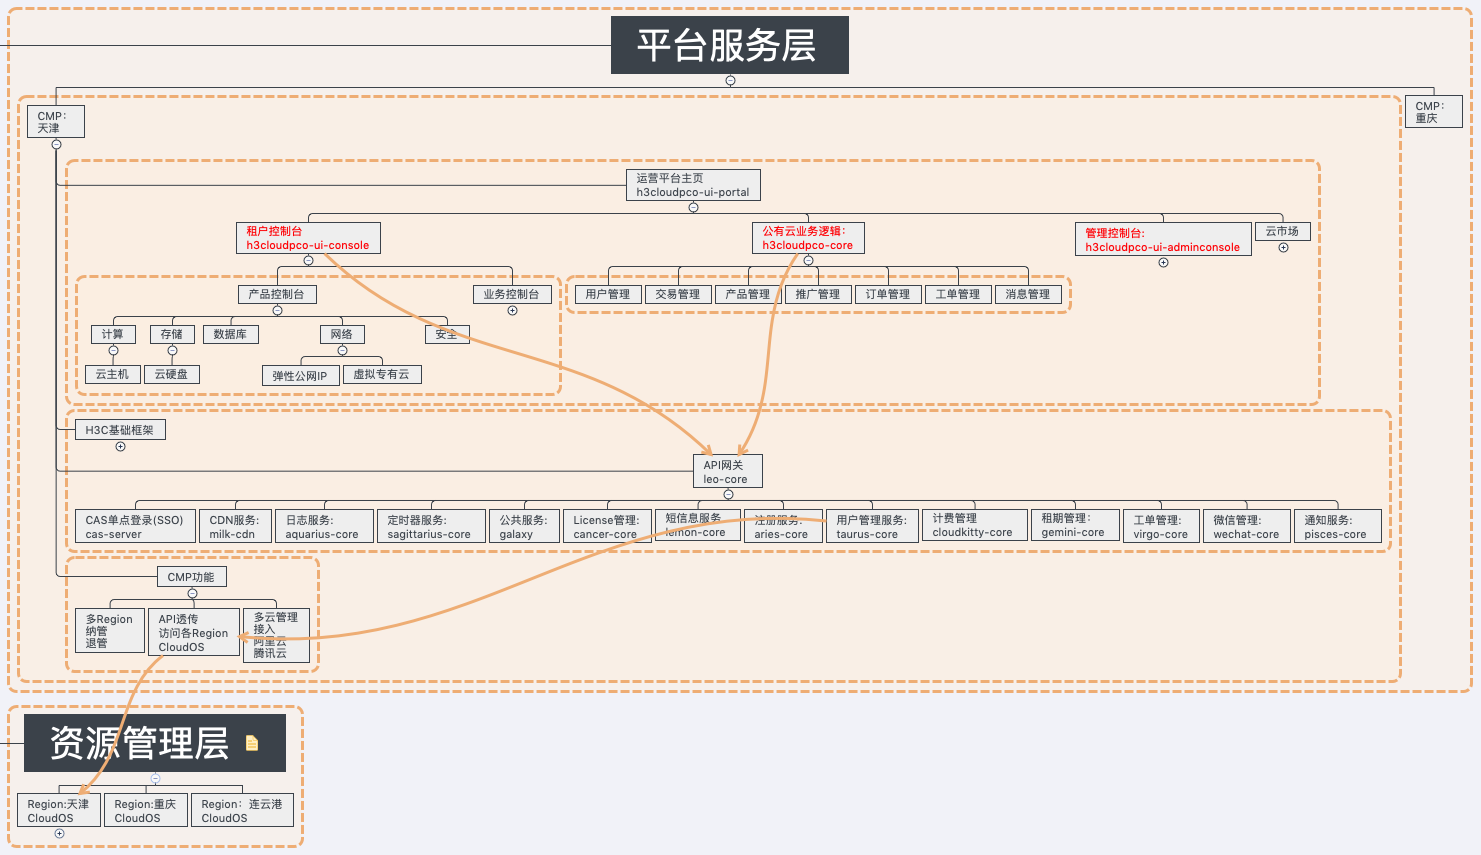 平台服务层
CMP：
天津
CMP：
重庆
运营平台主页
h3cloudpco-ui-portal
租户控制台
h3cloudpco-ui-console
公有云业务逻辑：
h3cloudpco-core
管理控制台:
h3cloudpco-ui-adminconsole
云市场
产品控制台
业务控制台
用户管理
交易管理
产品管理
推广管理
订单管理
工单管理
消息管理
计算
存储
数据库
网络
安全
云主机
云硬盘
弹性公网IP
虚拟专有云
H3C基础框架
API网关
leo-core
CAS单点登录(SSO)
cas-server
CDN服务:
milk-cdn
日志服务:
aquarius-core
定时器服务:
sagittarius-core
公共服务:
galaxy
License管理:
cancer-core
短信息服务
lemon-core
注册服务:
aries-core
用户管理服务:
taurus-core
计费管理
cloudkitty-core
租期管理:
gemini-core
工单管理:
virgo-core
微信管理:
wechat-core
通知服务:
pisces-core
CMP功能
多Region
纳管
退管
API透传
访问各Region
CloudOS
多云管理
接入
阿里云
腾讯云
资源管理层
Region:天津
CloudOS
Region:重庆
CloudOS
Region：连云港
CloudOS